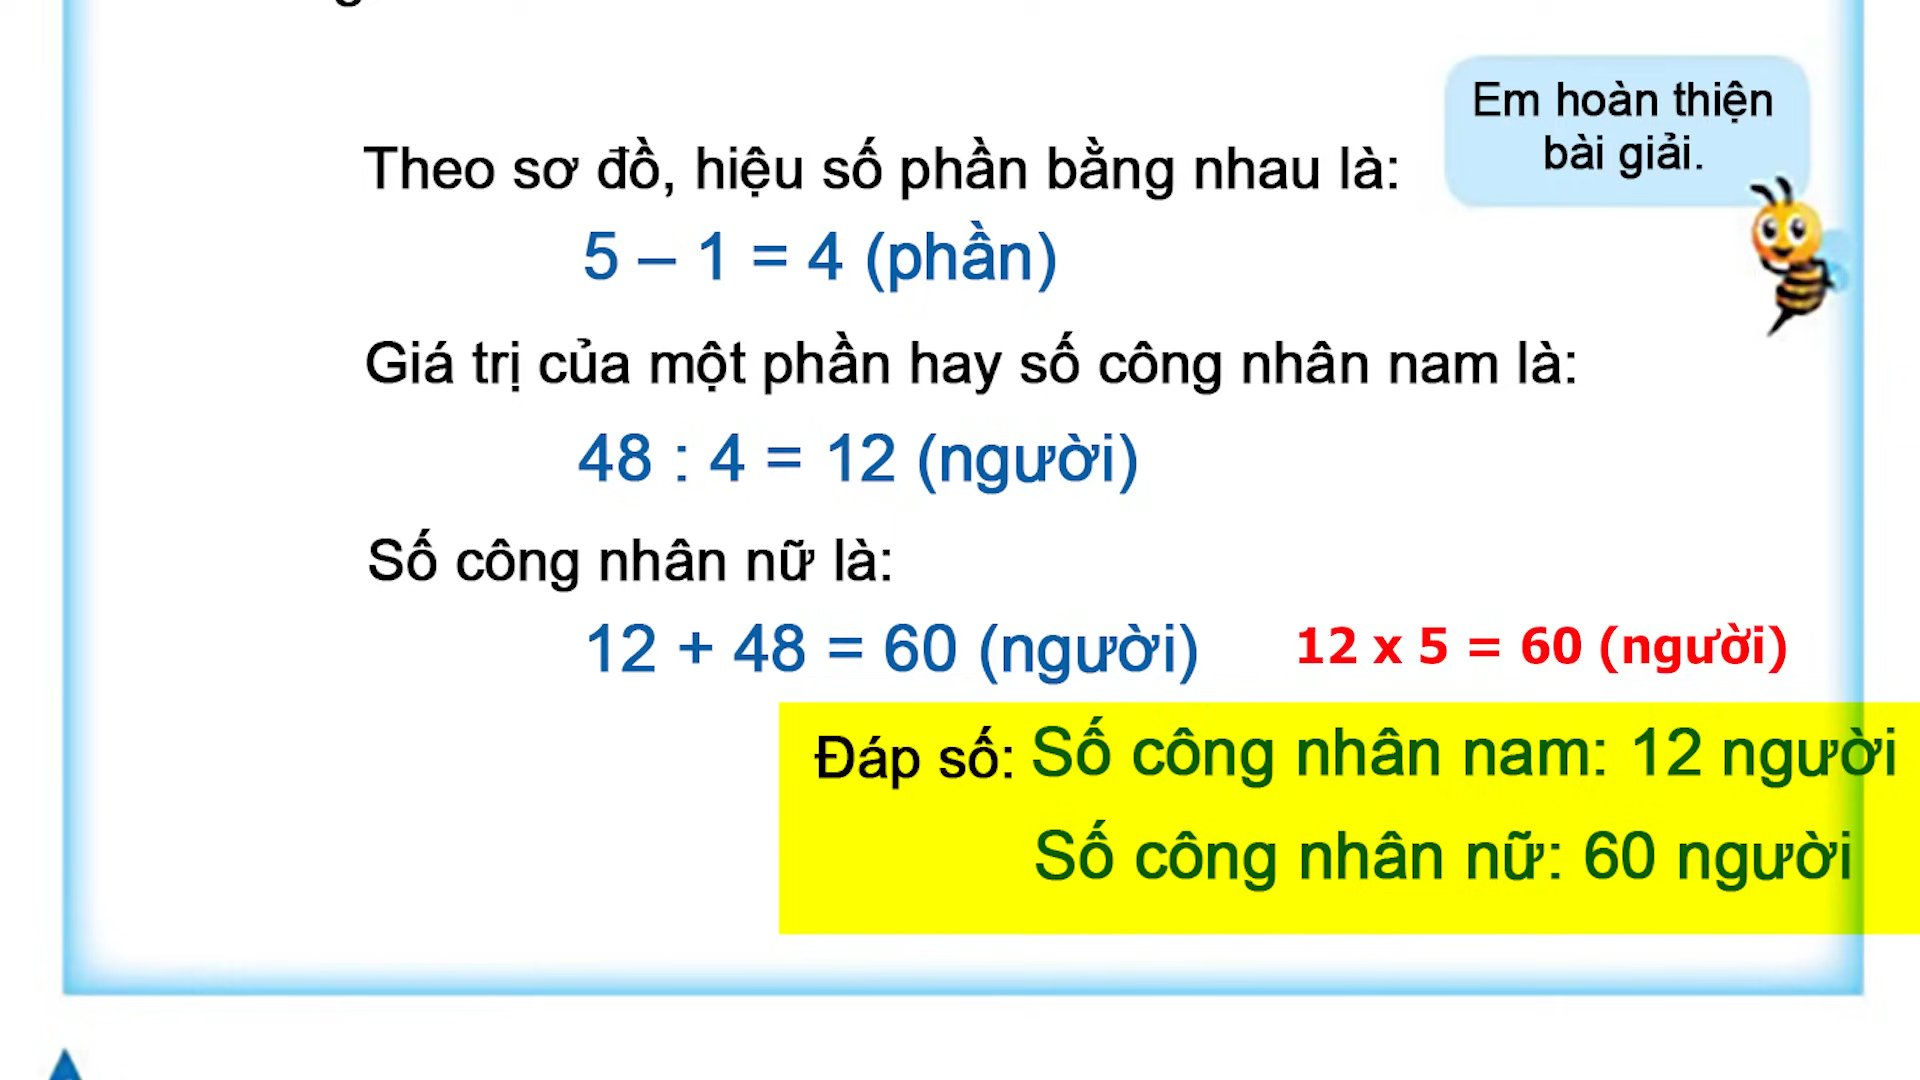 Em hoàn thiện
bài giải.
Theo sơ đồ, hiệu số phần bằng nhau là:
5 – 1 = 4 (phần)
Giá trị của một phần hay số công nhân nam là:
48 : 4 = 12 (người)
Số công nhân nữ là:
12 + 48 = 60 (người) 12 x 5 = 60 (người)
Đáp số: Số công nhân nam: 12 người
Số công nhân nữ: 60 người